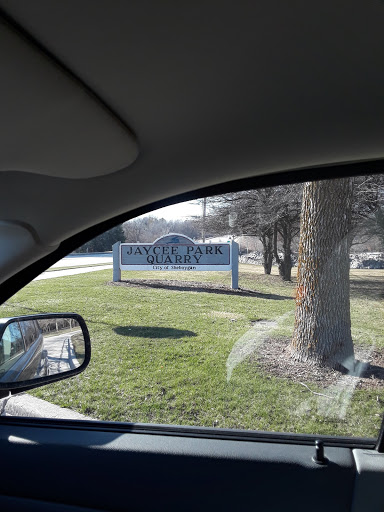 JAYCEE PARK
QUARRY
City of Sheboygan